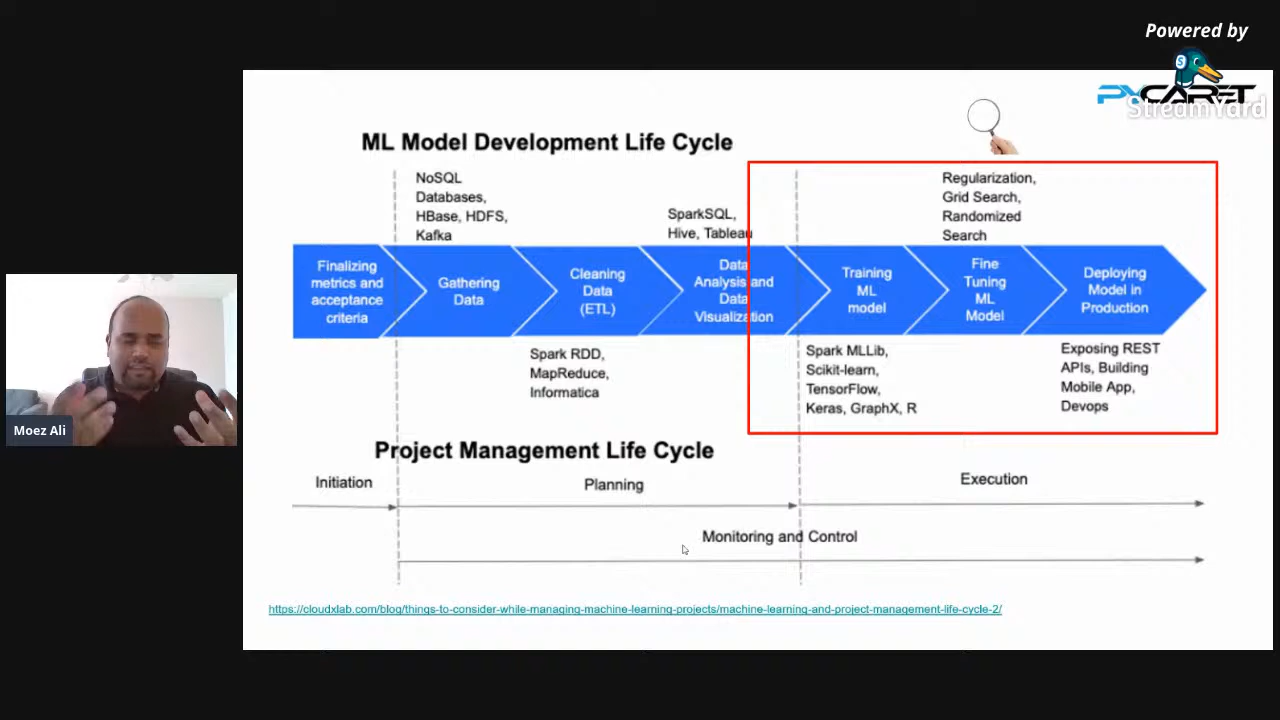 Powered by
S
PYCARET
StreamYard
ML Model Development Life Cycle
NoSQL
Databases,
HBase, HDFS,
Kafka
SparkSQL,
Hive, Tableau
Regularization,
Grid Search,
Randomized
Search
Finalizing
metrics and
acceptance
criteria
Gathering
Data
Cleaning
Data
(ETL)
Data
Analysis and
Data
Visualization
Training
ML
model
Fine
Tuning
ML
Model
Deploying
Model in
Production
Spark RDD,
MapReduce,
Informatica
Spark MLLib,
Scikit-learn,
TensorFlow,
Keras, GraphX, R
Exposing REST
APIs, Building
Mobile App,
Devops
Moez Ali
Project Management Life Cycle
Initiation
Planning
Execution
Monitoring and Control
https://cloudxlab.com/blog/things-to-consider-while-managing-machine-learning-projects/machine-learning-and-project-management-life-cycle-2/